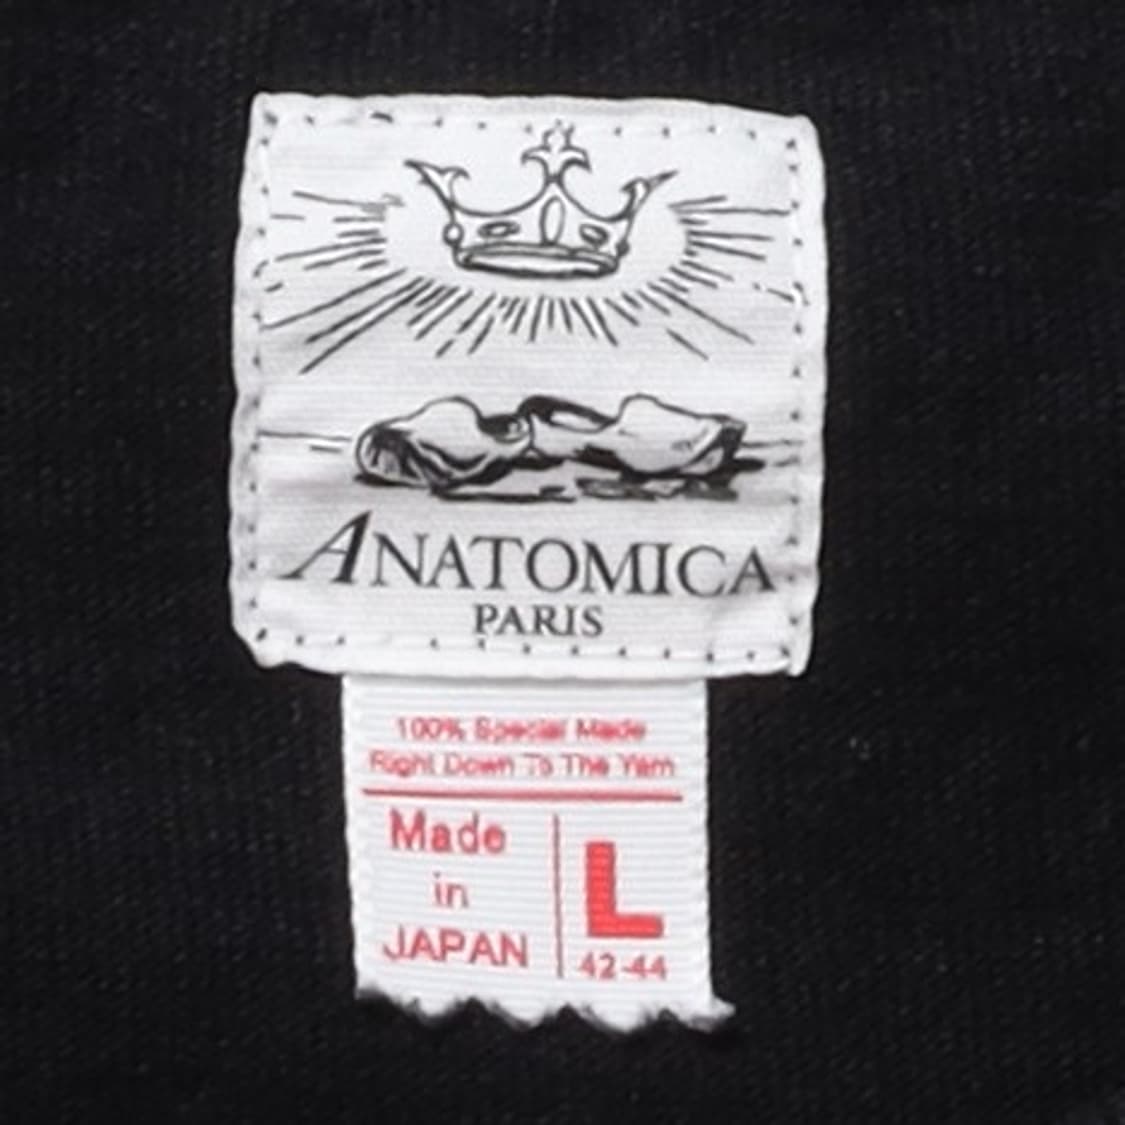 ANATOMICA
PARIS
100% Special Made
Right Down To The Yarn
Made
in
JAPAN
L
42-44